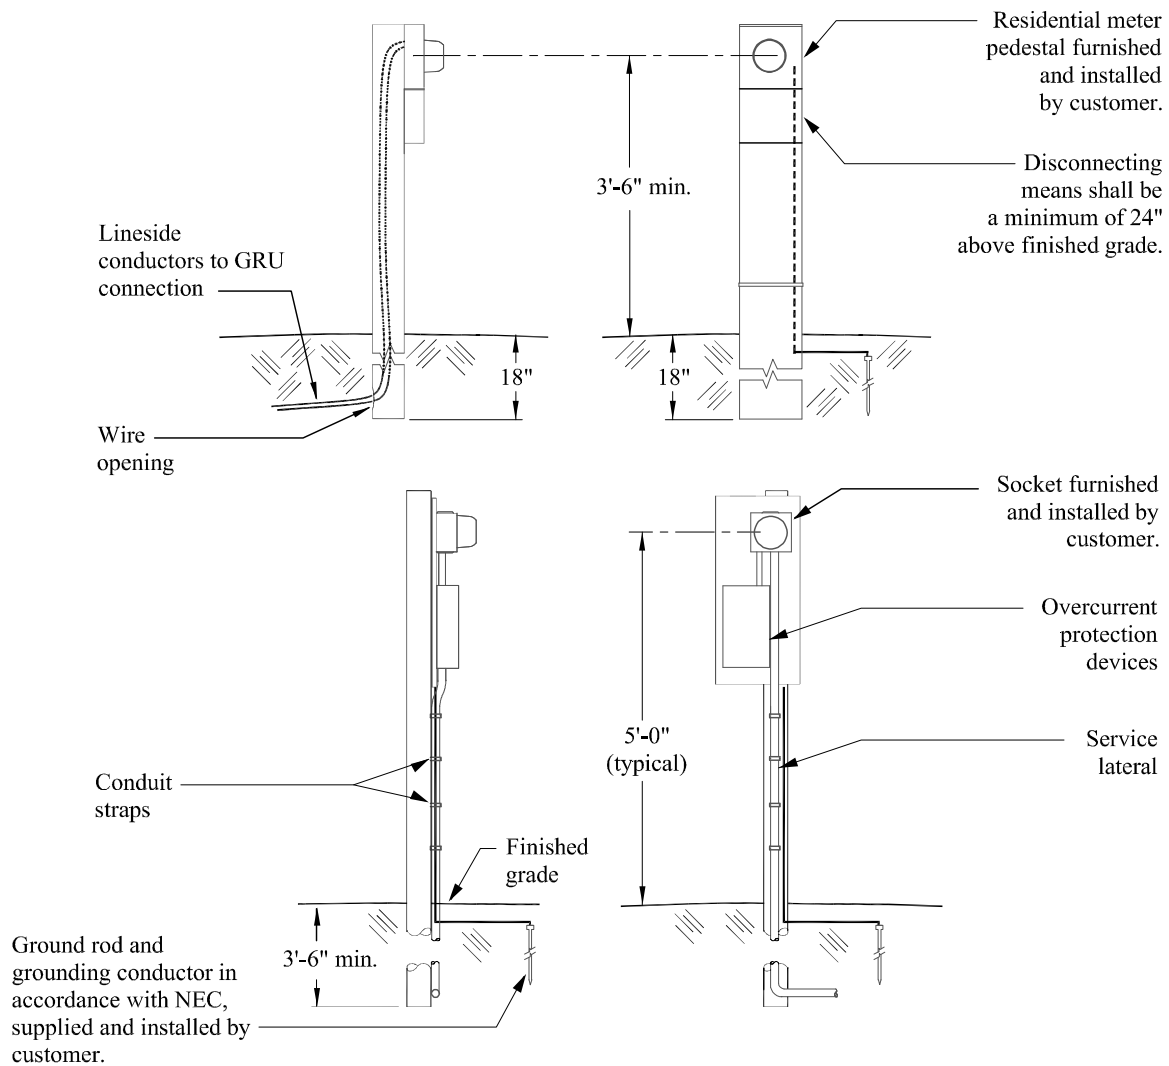 Residential meter
pedestal furnished
and installed
by customer.
Disconnecting
means shall be
a minimum of 24"
above finished grade.
3'-6" min.
Lineside
conductors to GRU
connection
18"
18"
Wire
opening
Socket furnished
and installed by
customer.
Overcurrent
protection
devices
5'-0"
(typical)
Service
lateral
Conduit
straps
Finished
grade
3'-6" min.
Ground rod and
grounding conductor in
accordance with NEC,
supplied and installed by
customer.